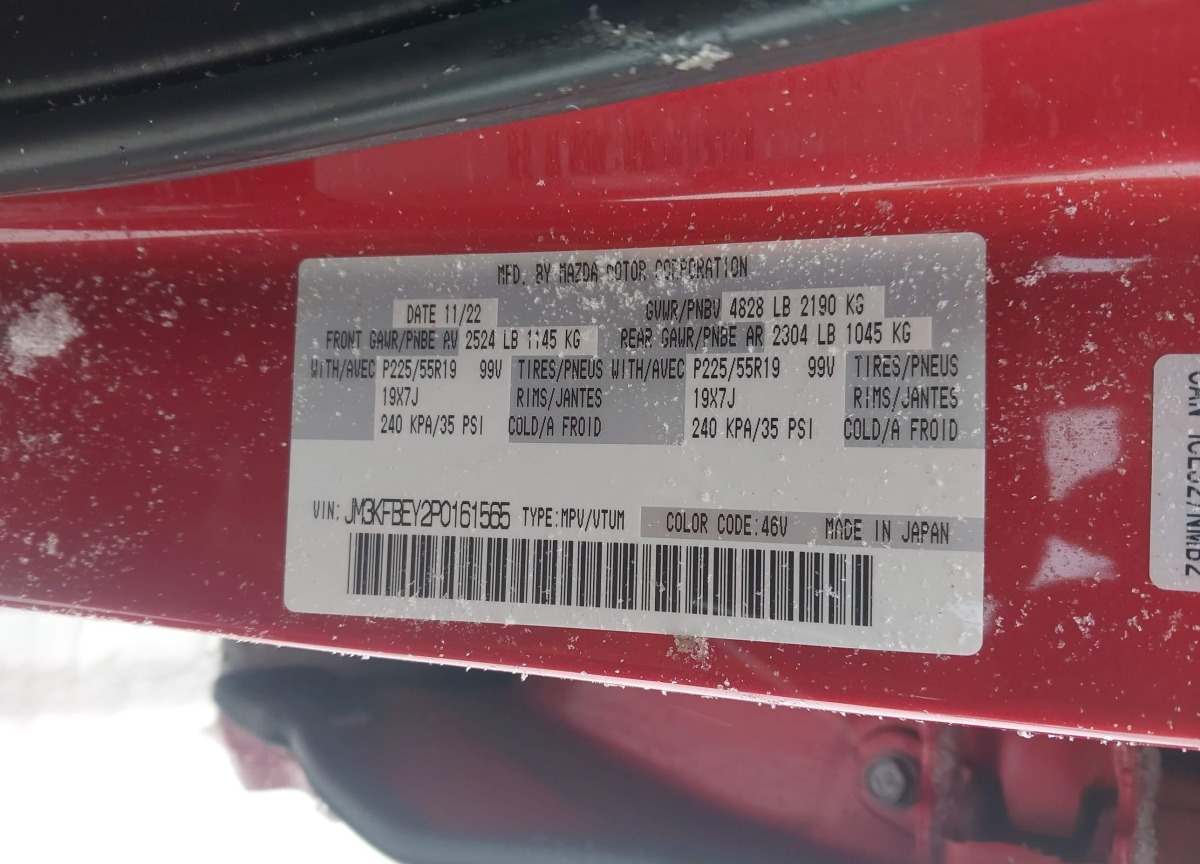 MFD. BY MAZDA MOTOR CORPORATION
DATE 11/22 GVWR/PNBV 4828 LB 2190 KG
FRONT GAWR/PNBE AV 2524 LB 1145 KG REAR GAWR/PNBE AR 2304 LB 1045 KG
WITH/AVEC P225/55R19 99V TIRES/PNEUS WITH/AVEC P225/55R19 99V TIRES/PNEUS
19X7J RIMS/JANTES 19X7J RIMS/JANTES
240 KPA/35 PSI COLD/A FROID 240 KPA/35 PSI COLD/A FROID
VIN: JM3KFBEY2P0161565 TYPE:MPV/VTUM COLOR CODE:46V MADE IN JAPAN